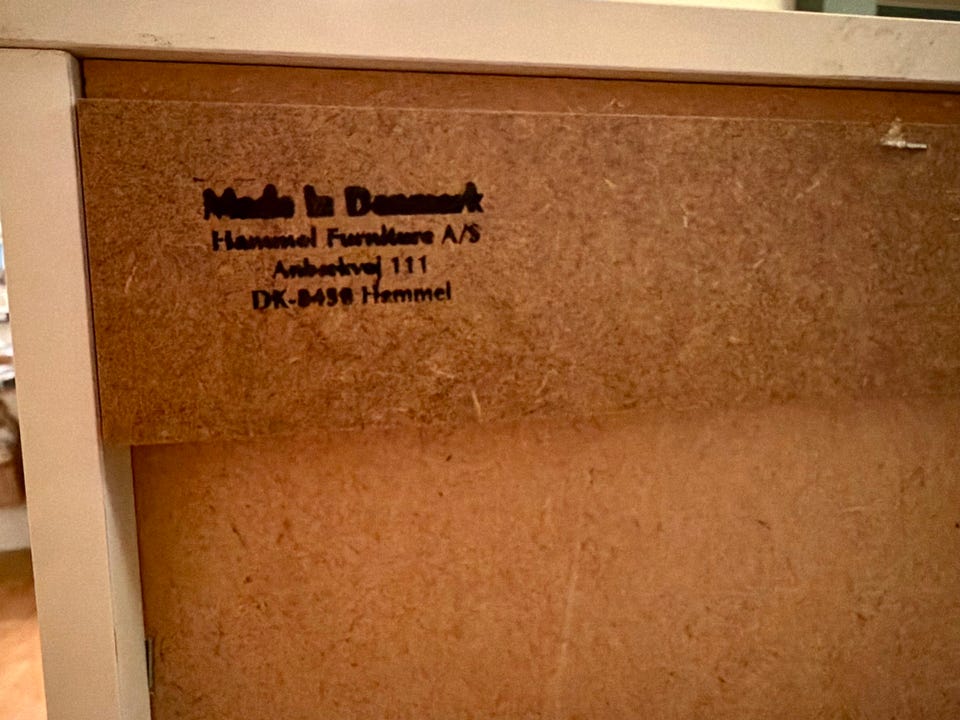 Made In Denmark
Hammel Furniture A/S
Anbækvej 111
DK-8450 Hammel